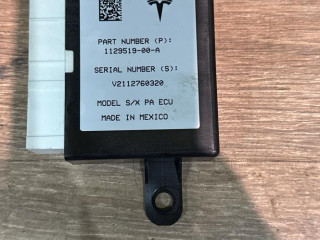 PART NUMBER (P):
1129519-00-A
SERIAL NUMBER (S):
V2112760320
MODEL S/X PA ECU
MADE IN MEXICO